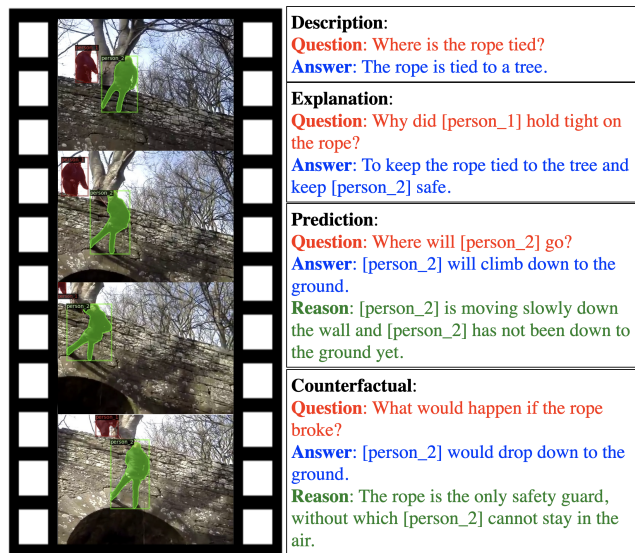 person_2
person_2
person_2
person_2
Description:
Question: Where is the rope tied?
Answer: The rope is tied to a tree.
Explanation:
Question: Why did [person_1] hold tight on
the rope?
Answer: To keep the rope tied to the tree and
keep [person_2] safe.
Prediction:
Question: Where will [person_2] go?
Answer: [person_2] will climb down to the
ground.
Reason: [person_2] is moving slowly down
the wall and [person_2] has not been down to
the ground yet.
Counterfactual:
Question: What would happen if the rope
broke?
Answer: [person_2] would drop down to the
ground.
Reason: The rope is the only safety guard,
without which [person_2] cannot stay in the
air.